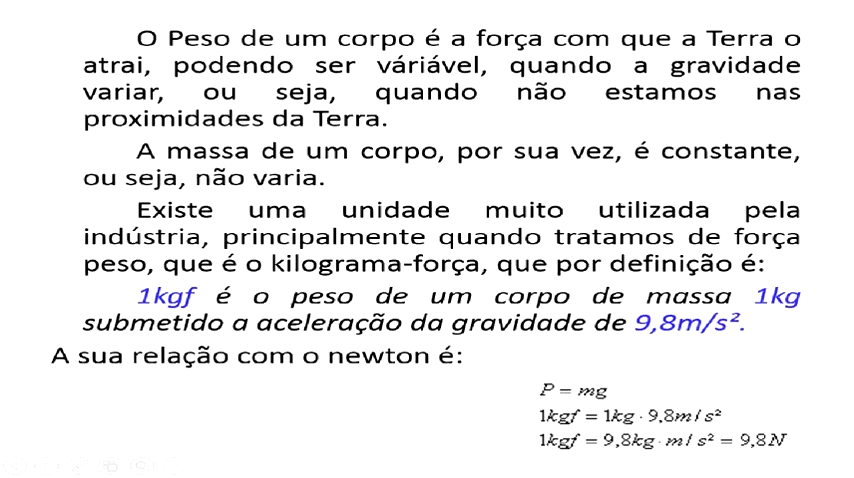 O Peso de um corpo é a força com que a Terra o
atrai, podendo ser váriável, quando a gravidade
variar, ou seja, quando não estamos nas
proximidades da Terra.
A massa de um corpo, por sua vez, é constante,
ou seja, não varia.
Existe uma unidade muito utilizada pela
indústria, principalmente quando tratamos de força
peso, que é o kilograma-força, que por definição é:
1kgf é o peso de um corpo de massa 1kg
submetido a aceleração da gravidade de 9,8m/s².
A sua relação com o newton é:
P = mg
1kgf = 1kg · 9,8m / s²
1kgf = 9,8kg · m / s² = 9,8N